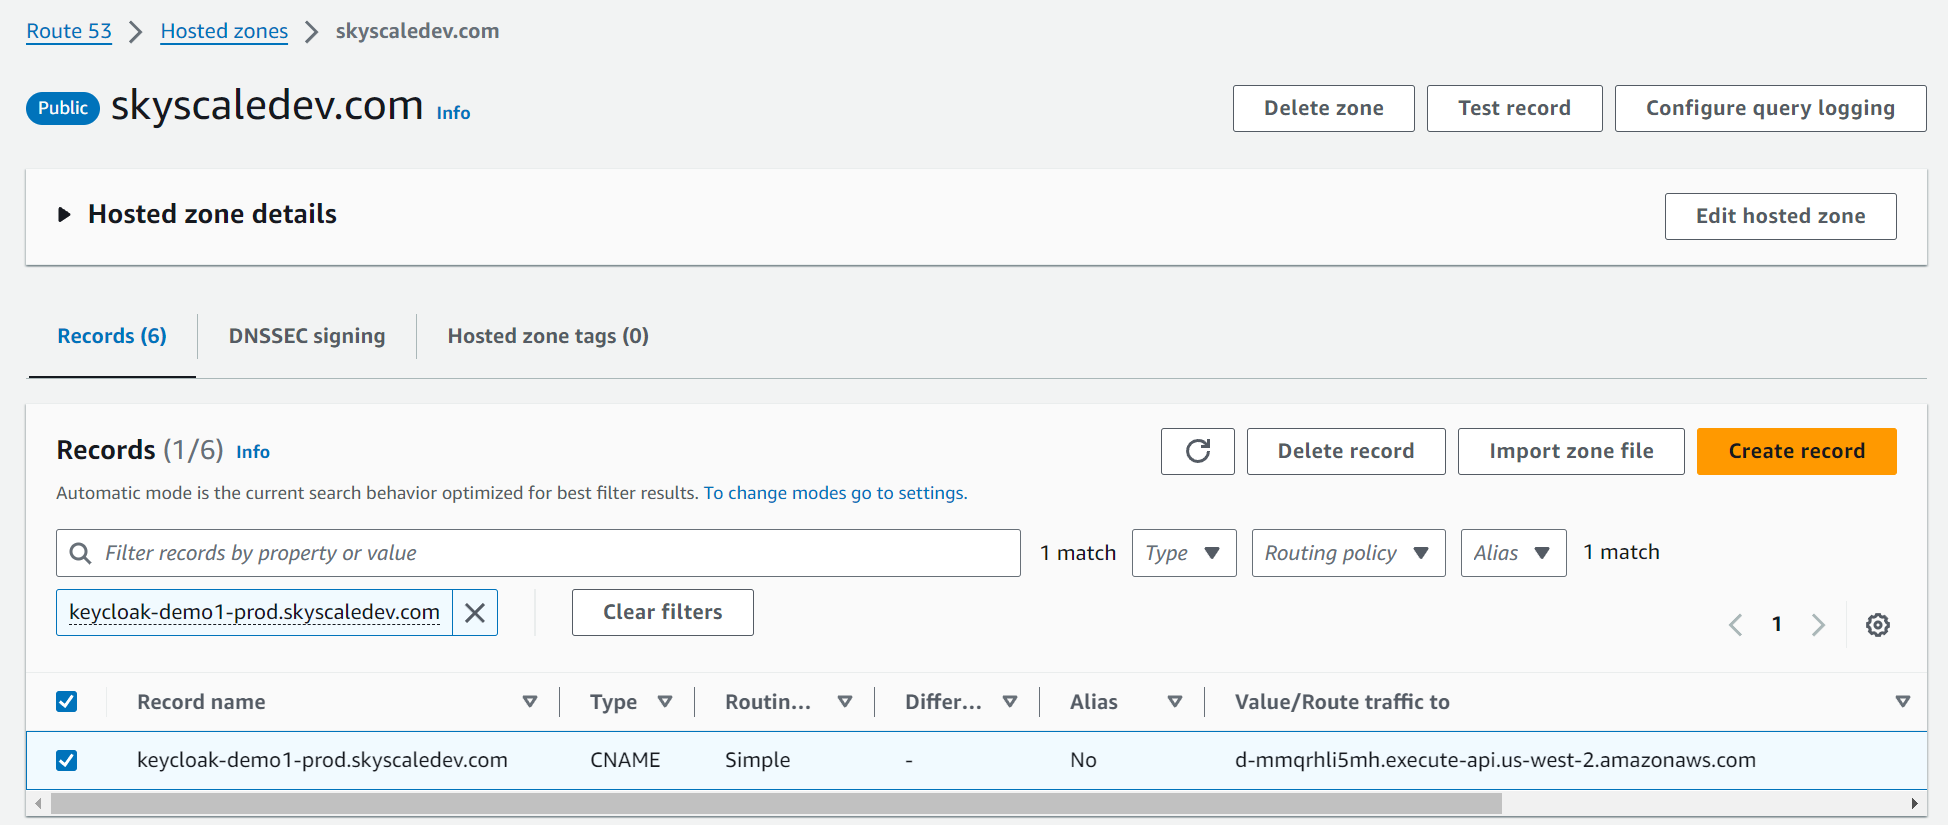 Route 53 > Hosted zones > skyscaledev.com
Public skyscaledev.com Info
Delete zone Test record Configure query logging
Hosted zone details Edit hosted zone
Records (6) DNSSEC signing Hosted zone tags (0)
Records (1/6) Info Delete record Import zone file Create record
Automatic mode is the current search behavior optimized for best filter results. To change modes go to settings.
Filter records by property or value 1 match Type Routing policy Alias 1 match
keycloak-demo1-prod.skyscaledev.com Clear filters 1
Record name Type Routin... Differ... Alias Value/Route traffic to
keycloak-demo1-prod.skyscaledev.com CNAME Simple - No d-mmqrhli5mh.execute-api.us-west-2.amazonaws.com